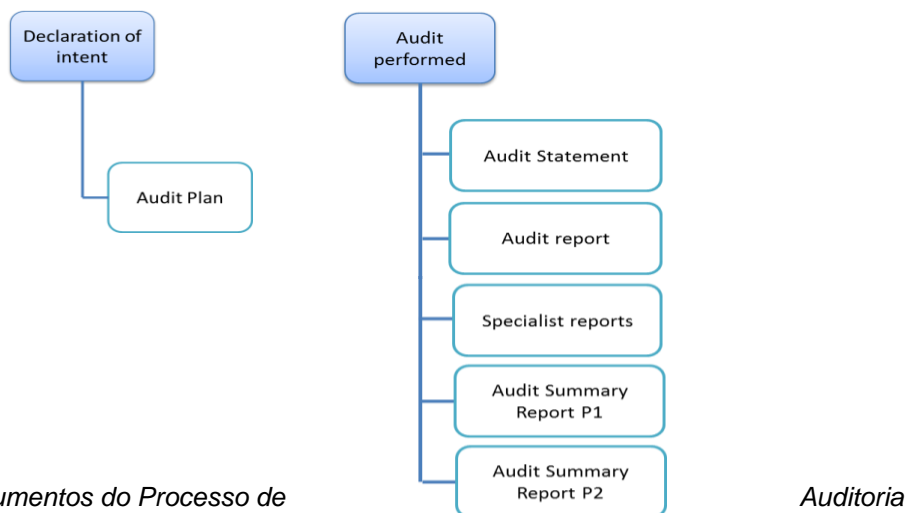 Declaration of
intent
Audit Plan
Audit
performed
Audit Statement
Audit report
Specialist reports
Audit Summary
Report P1
Audit Summary
Report P2
do Processo de Auditoria